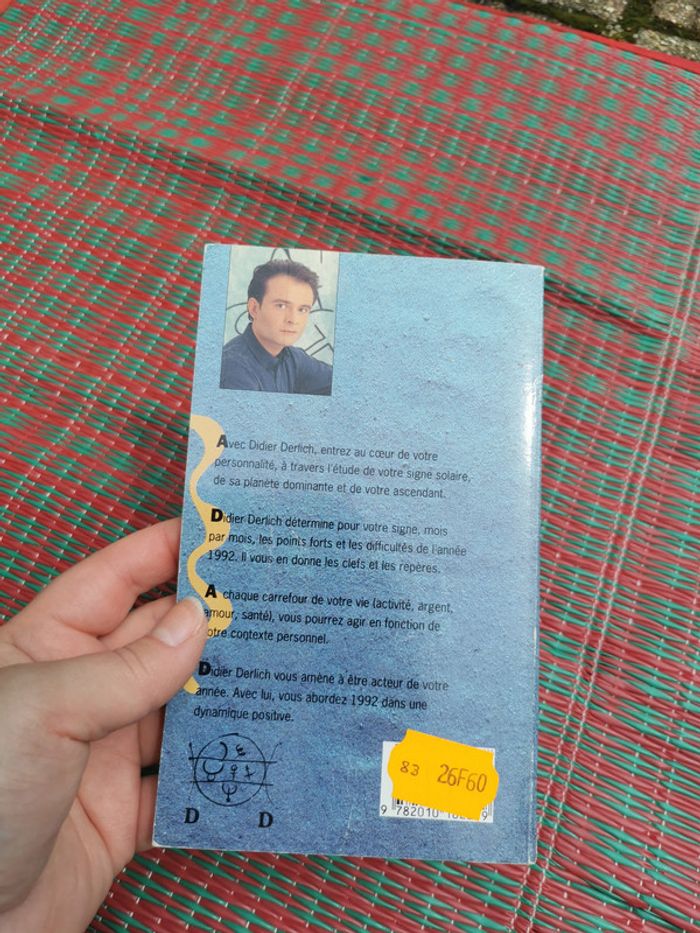 Avec Didier Derlich, entrez au cœur de votre
personnalité, à travers l'étude de votre signe solaire,
de sa planète dominante et de votre ascendant.
Didier Derlich détermine pour votre signe, mois
par mois, les points forts et les difficultés de l'année
1992. Il vous en donne les clefs et les repères.
A chaque carrefour de votre vie (activité, argent,
amour, santé), vous pourrez agir en fonction de
votre contexte personnel.
Didier Derlich vous amène à être acteur de votre
année. Avec lui, vous abordez 1992 dans une
dynamique positive.
D D
83 26F60
9 782010